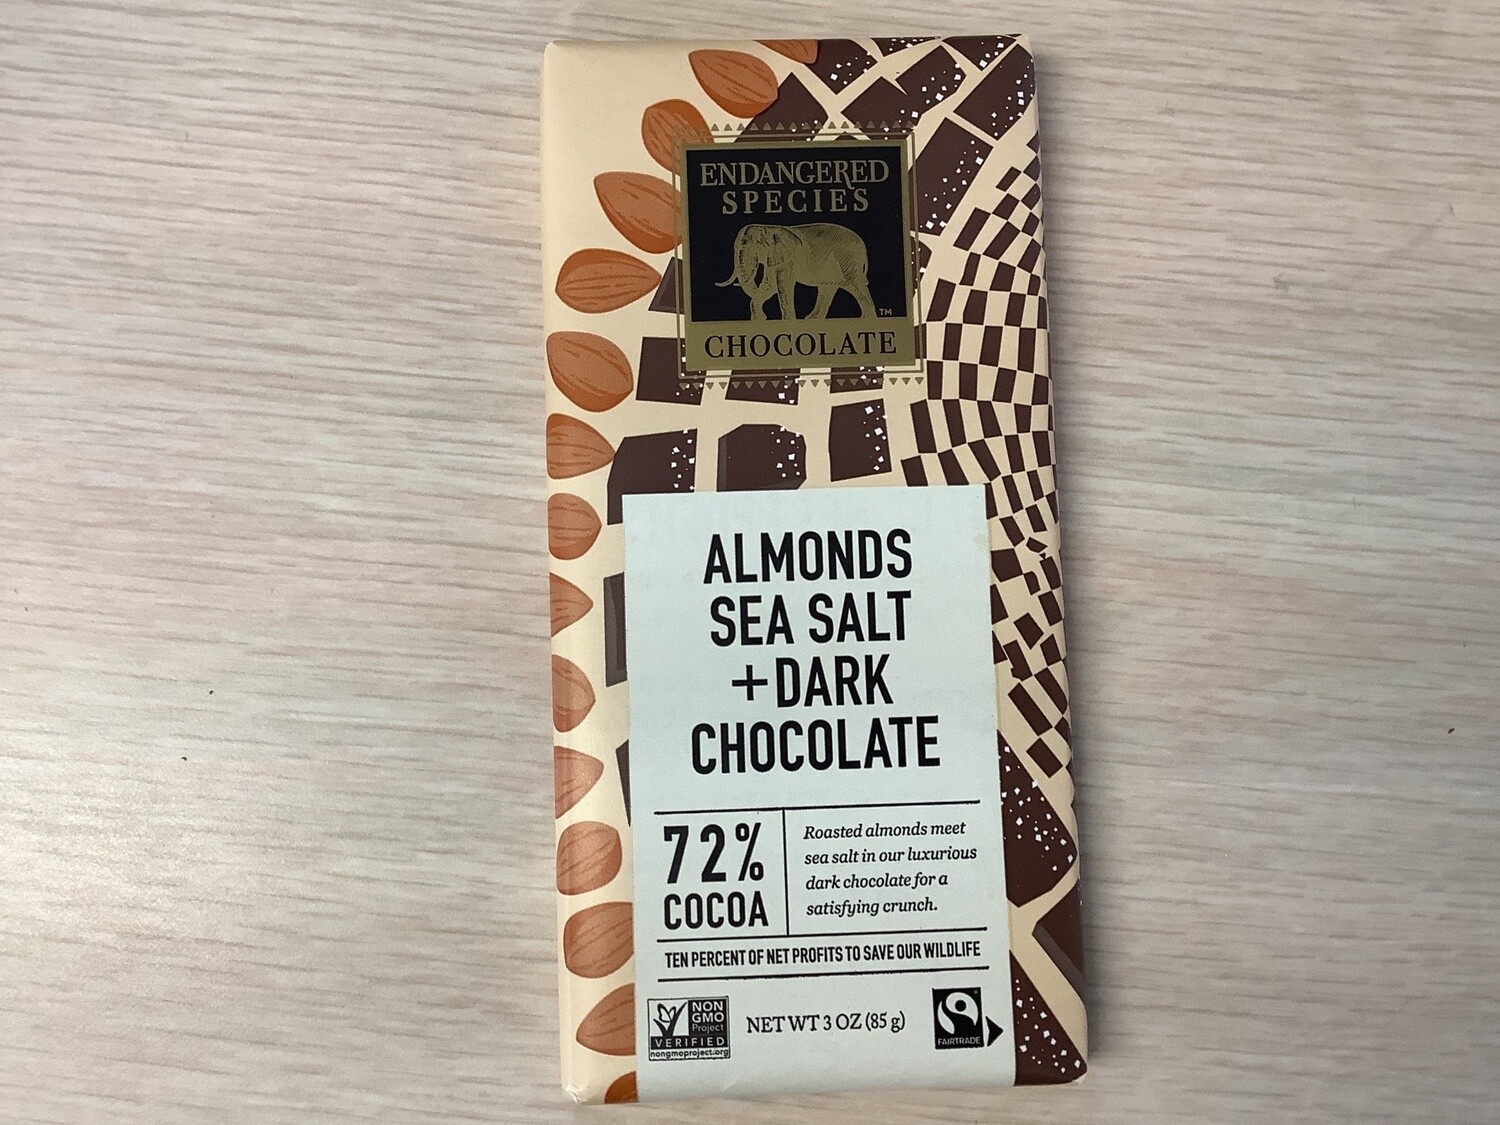 ENDANGERED
SPECIES
TM
CHOCOLATE
ALMONDS
SEA SALT
+DARK
CHOCOLATE
72%
COCOA
Roasted almonds meet
sea salt in our luxurious
dark chocolate for a
satisfying crunch.
TEN PERCENT OF NET PROFITS TO SAVE OUR WILDLIFE
NON
GMO
Project
VERIFIED
nongmoproject.org
NET WT 3 OZ (85 g)
FAIRTRADE